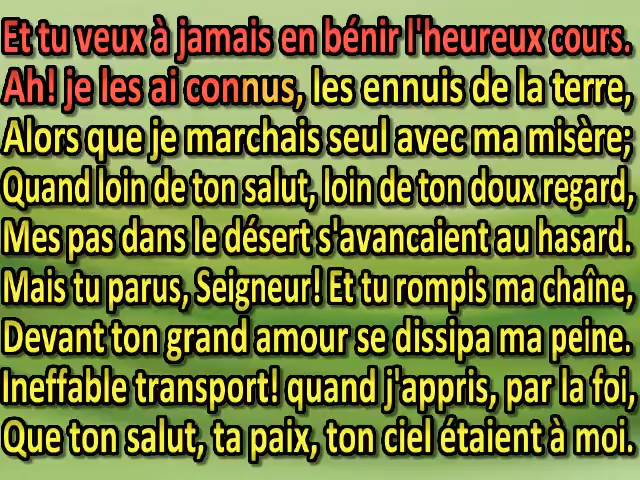 Et tu veux à jamais en bénir l'heureux cours.
Ah! je les ai connus, les ennuis de la terre,
Alors que je marchais seul avec ma misère;
Quand loin de ton salut, loin de ton doux regard,
Mes pas dans le désert s'avancaient au hasard.
Mais tu parus, Seigneur! Et tu rompis ma chaîne,
Devant ton grand amour se dissipa ma peine.
Ineffable transport! quand j'appris, par la foi,
Que ton salut, ta paix, ton ciel étaient à moi.